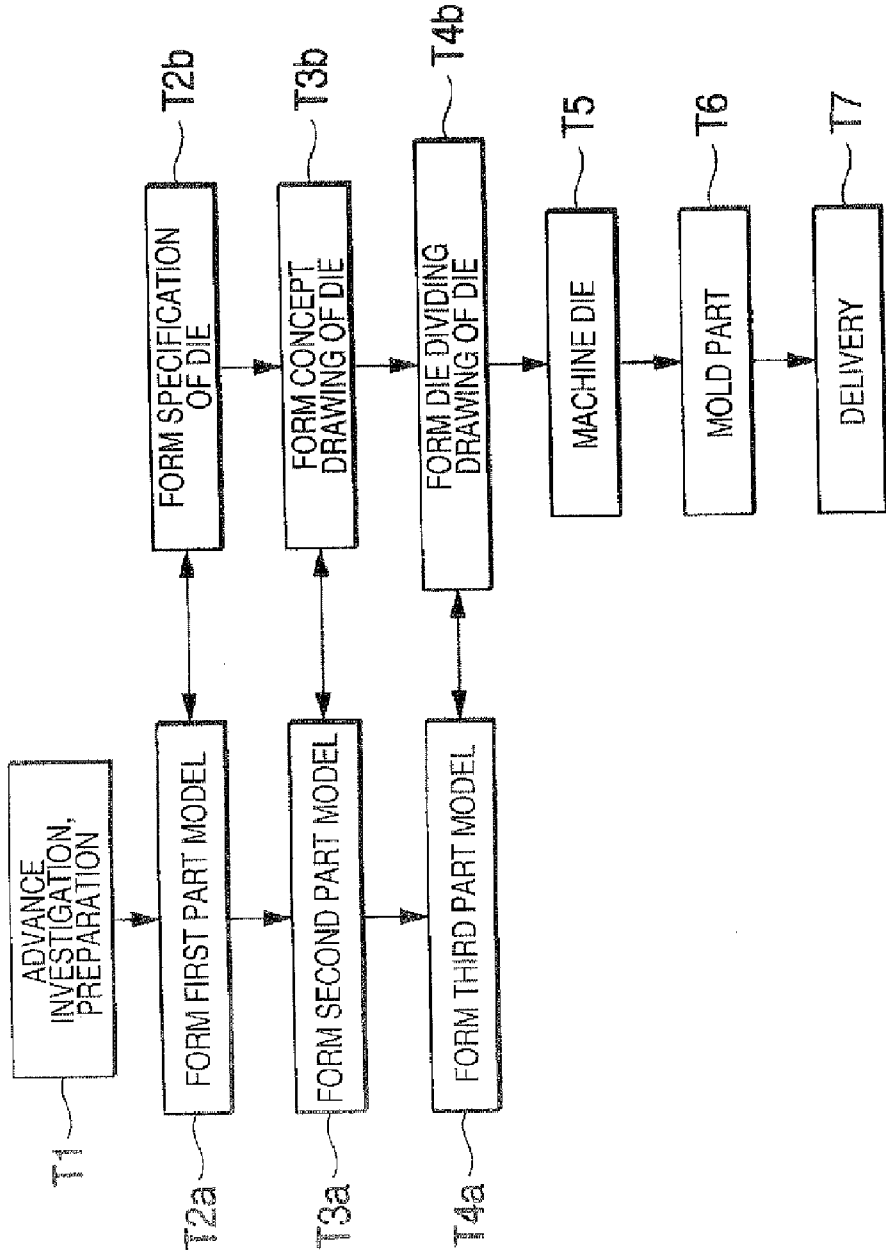 T1
ADVANCE
INVESTIGATION,
PREPARATION
T2a
FORM FIRST PART MODEL
T2b
FORM SPECIFICATION
OF DIE
T3a
FORM SECOND PART MODEL
T3b
FORM CONCEPT
DRAWING OF DIE
T4a
FORM THIRD PART MODEL
T4b
FORM DIE DIVIDING
DRAWING OF DIE
T5
MACHINE DIE
T6
MOLD PART
T7
DELIVERY